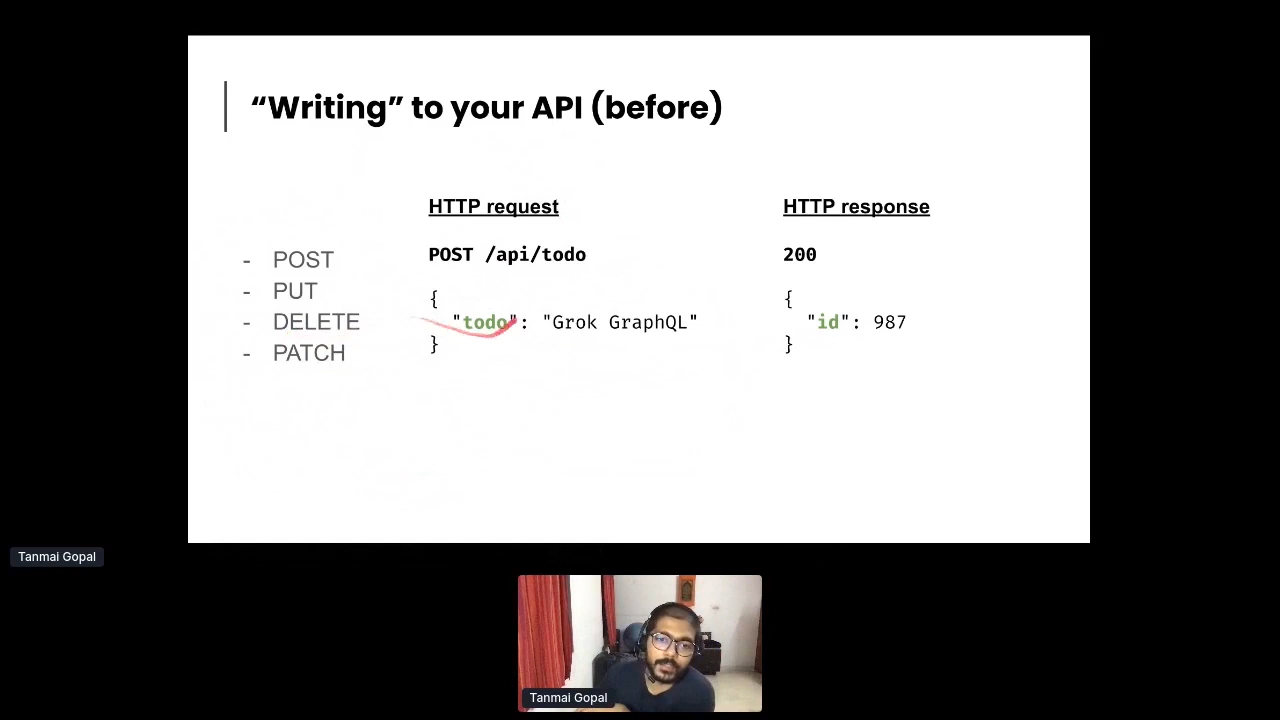 “Writing” to your API (before)
- POST
- PUT
- DELETE
- PATCH
HTTP request
POST /api/todo
{
"todo": "Grok GraphQL"
}
HTTP response
200
{
"id": 987
}
Tanmai Gopal
Tanmai Gopal